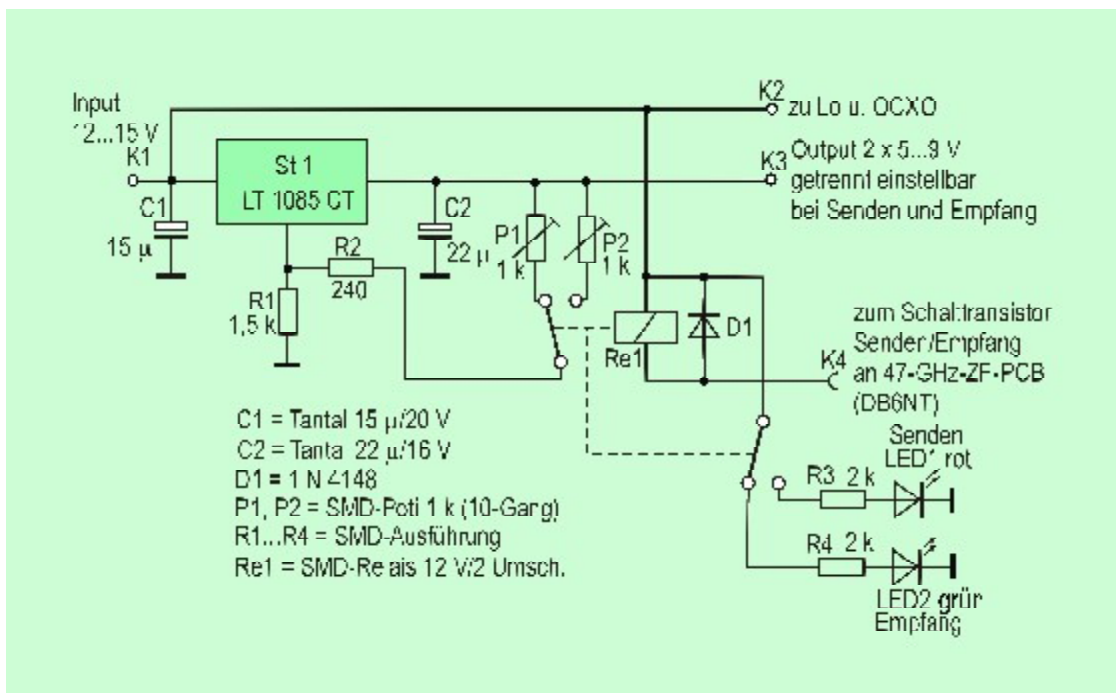 Input
12...15 V
K1
C1
15 µ
St 1
LT 1085 CT
R1
1,5 k
R2
240
C2
22 µ
P1
1 k
P2
1 k
K2
zu Lo u. OCXO
K3
Output 2 x 5...9 V
getrennt einstellbar
bei Senden und Empfang
Re1
D1
K4
zum Schalttransistor
Senden/Empfang
an 47-GHz-ZF-PCB
(DB6NT)
Senden
LED1 rot
R3 2 k
R4 2 k
LED2 grün
Empfang
C1 = Tantal 15 µ/20 V
C2 = Tantal 22 µ/16 V
D1 = 1 N 4148
P1, P2 = SMD-Poti 1 k (10-Gang)
R1...R4 = SMD-Ausführung
Re1 = SMD-Relais 12 V/2 Umsch.